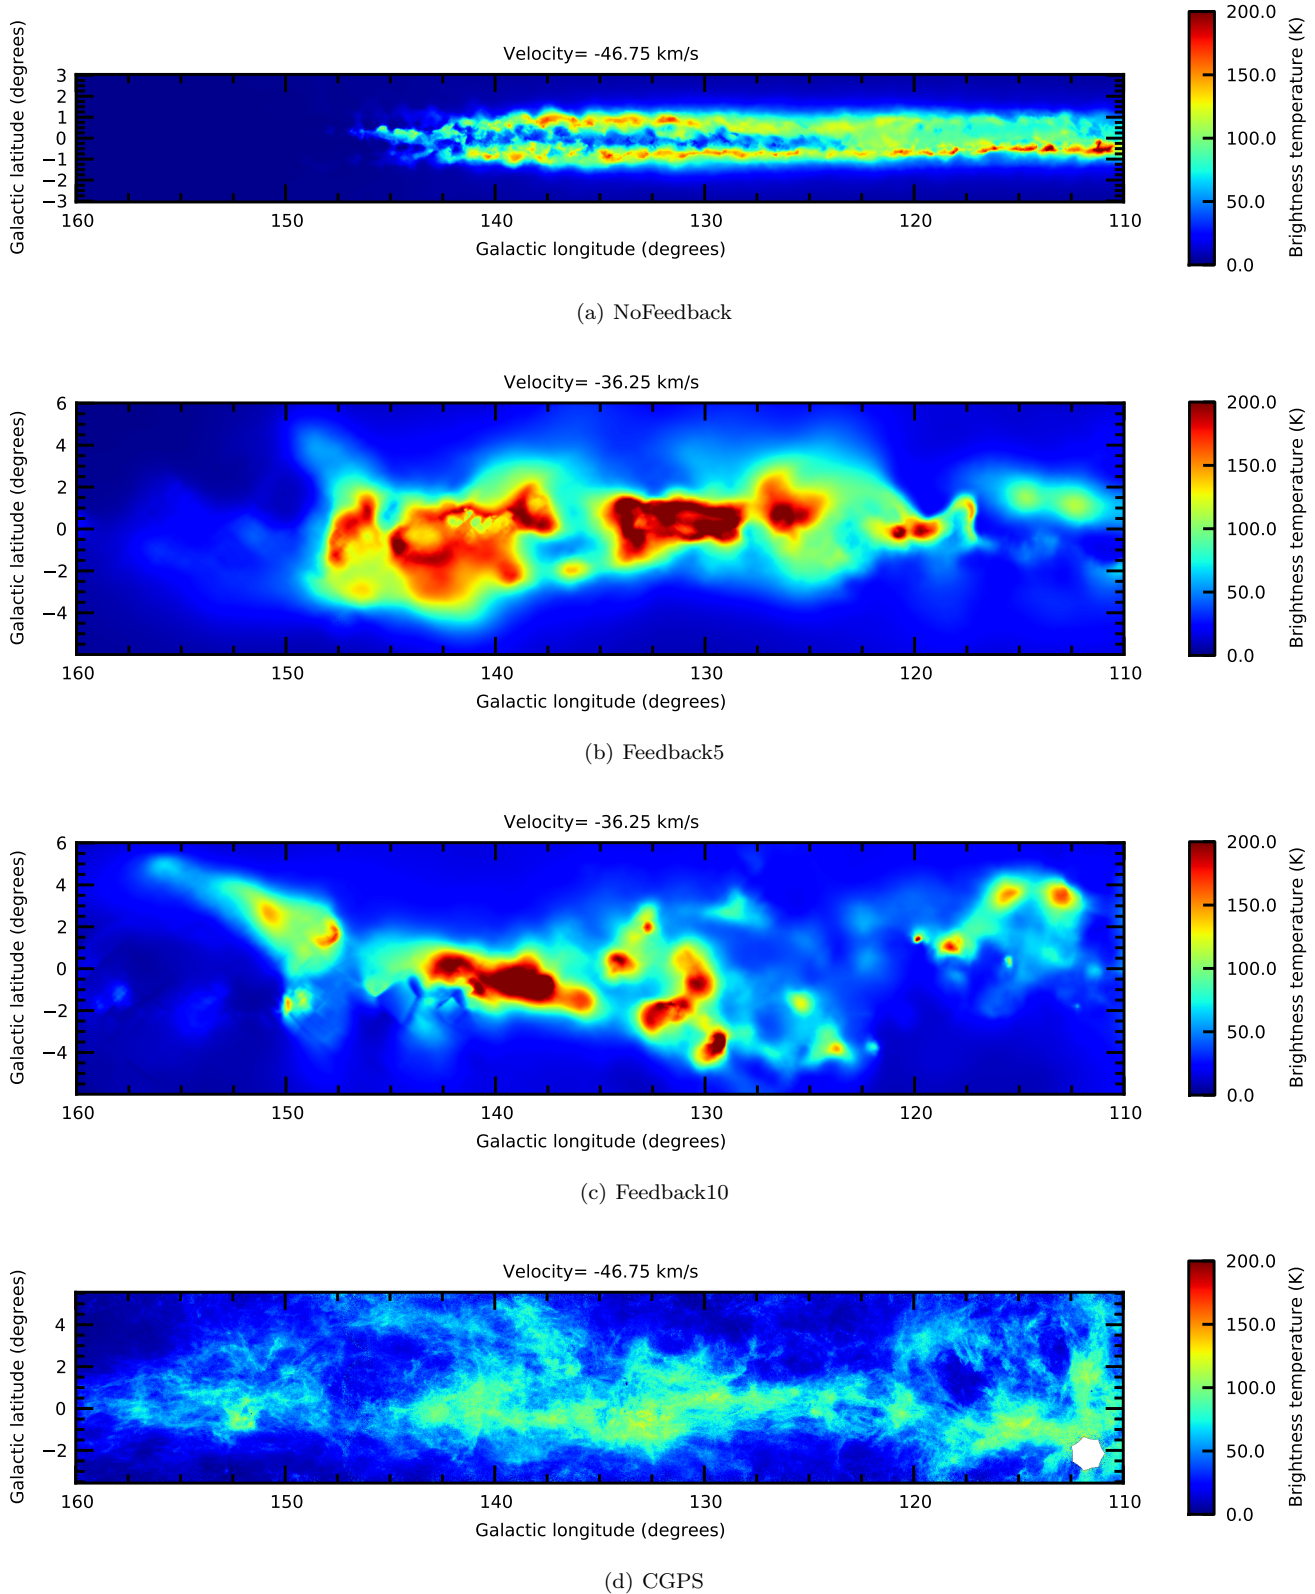 Velocity= -46.75 km/s
Galactic latitude (degrees)
3
2
1
0
−1
−2
−3
160 150 140 130 120 110
Galactic longitude (degrees)
200.0
150.0
100.0
50.0
0.0
Brightness temperature (K)
(a) NoFeedback
Velocity= -36.25 km/s
Galactic latitude (degrees)
6
4
2
0
−2
−4
160 150 140 130 120 110
Galactic longitude (degrees)
200.0
150.0
100.0
50.0
0.0
Brightness temperature (K)
(b) Feedback5
Velocity= -36.25 km/s
Galactic latitude (degrees)
6
4
2
0
−2
−4
160 150 140 130 120 110
Galactic longitude (degrees)
200.0
150.0
100.0
50.0
0.0
Brightness temperature (K)
(c) Feedback10
Velocity= -46.75 km/s
Galactic latitude (degrees)
4
2
0
−2
160 150 140 130 120 110
Galactic longitude (degrees)
200.0
150.0
100.0
50.0
0.0
Brightness temperature (K)
(d) CGPS